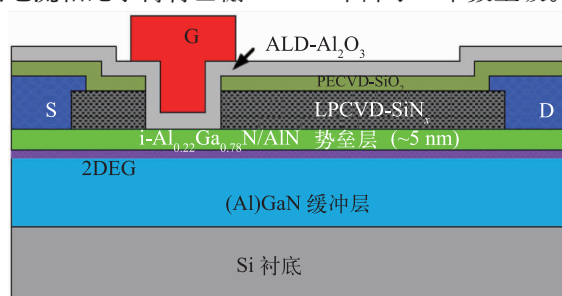 G
ALD-Al₂O₃
PECVD-SiO₂
S
LPCVD-SiNₓ
D
i-Al₀.₂₂Ga₀.₇₈N/AlN 势垒层 (~5 nm)
2DEG
(Al)GaN 缓冲层
Si 衬底